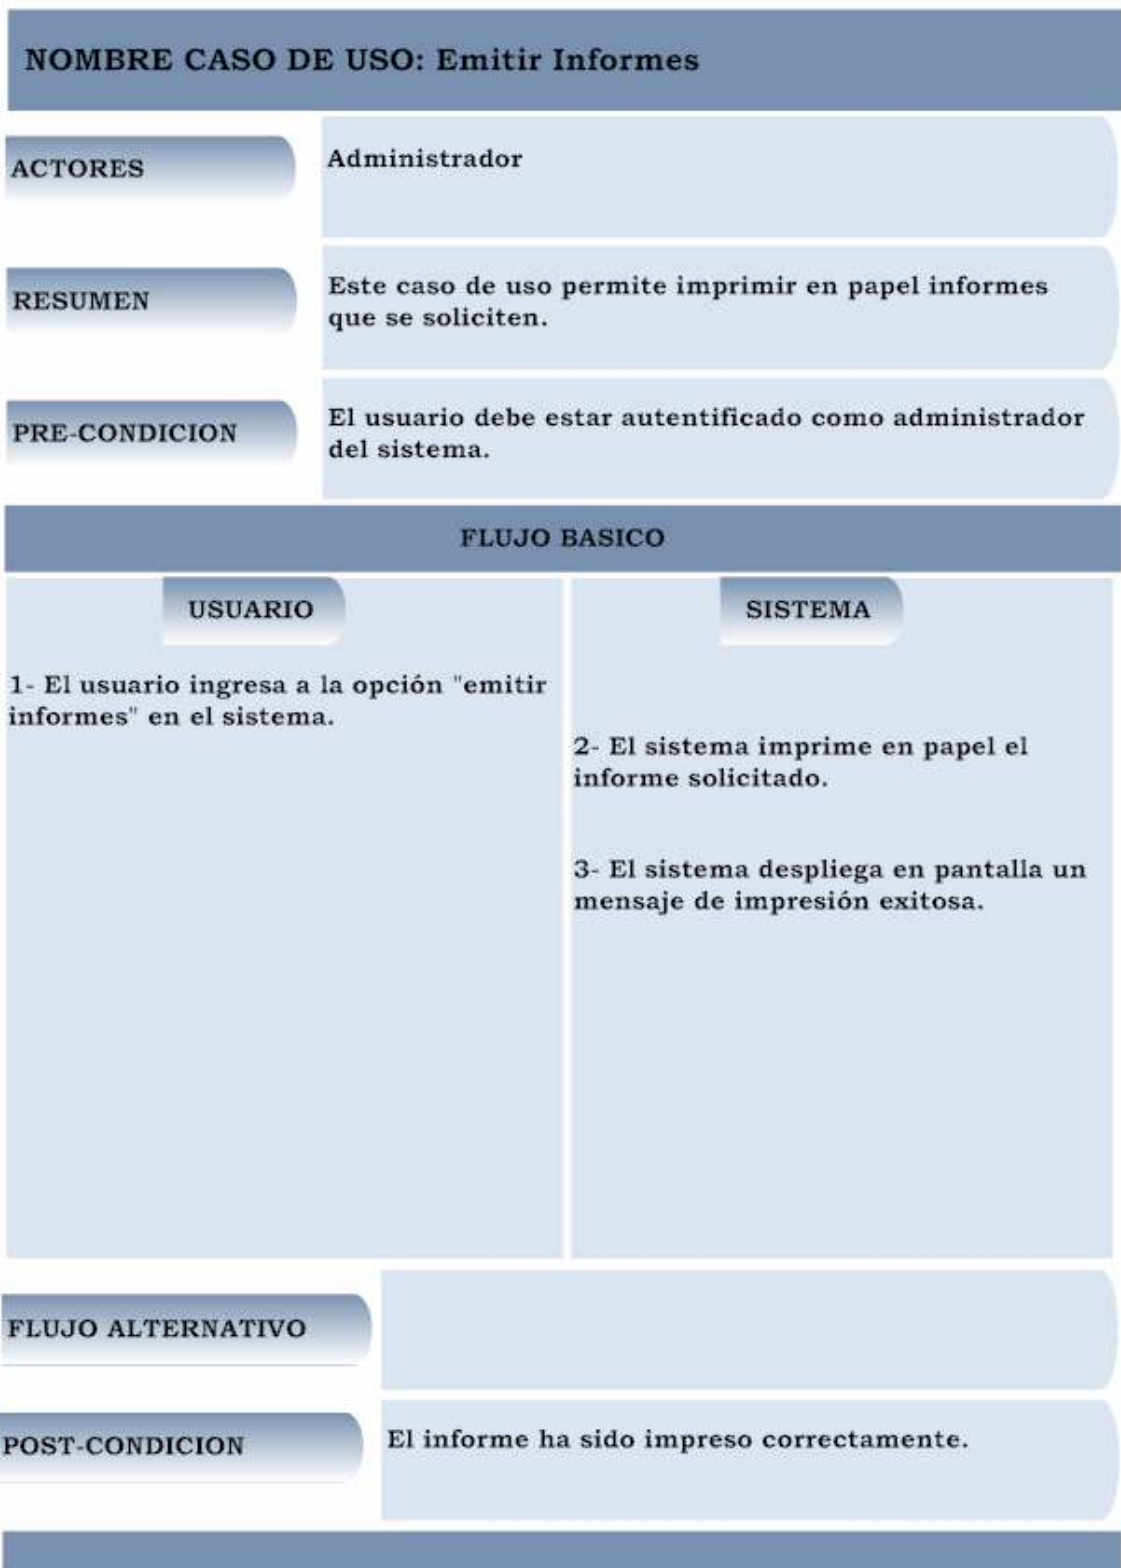 NOMBRE CASO DE USO: Emitir Informes
ACTORES
Administrador
RESUMEN
Este caso de uso permite imprimir en papel informes
que se soliciten.
PRE-CONDICION
El usuario debe estar autentificado como administrador
del sistema.
FLUJO BASICO
USUARIO
1- El usuario ingresa a la opción "emitir
informes" en el sistema.
SISTEMA
2- El sistema imprime en papel el
informe solicitado.
3- El sistema despliega en pantalla un
mensaje de impresión exitosa.
FLUJO ALTERNATIVO
POST-CONDICION
El informe ha sido impreso correctamente.